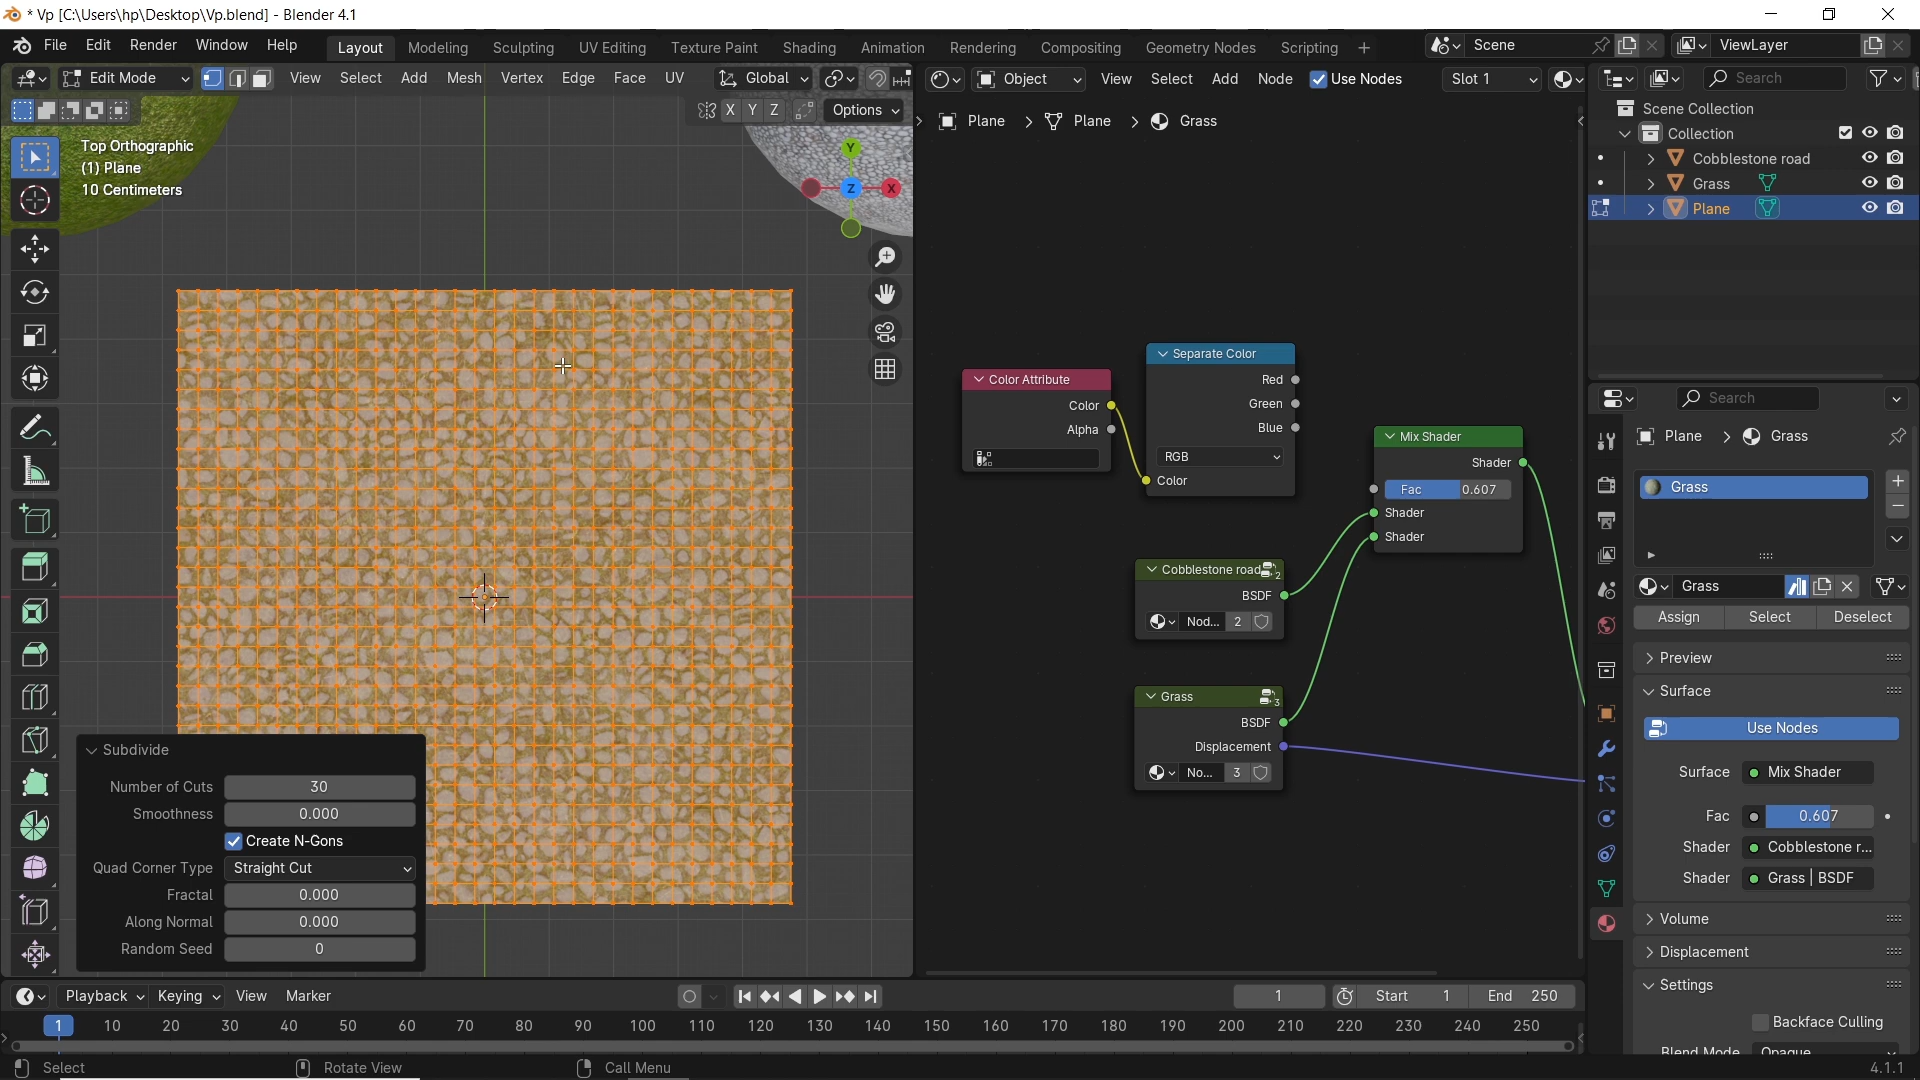 * Vp [C:\Users\hp\Desktop\Vp.blend] - Blender 4.1
File Edit Render Window Help Layout Modeling Sculpting UV Editing Texture Paint Shading Animation Rendering Compositing Geometry Nodes Scripting + Scene ViewLayer
Edit Mode View Select Add Mesh Vertex Edge Face UV Global Object View Select Add Node Use Nodes Slot 1 Search
X Y Z Options
Plane > Plane > Grass
Top Orthographic
(1) Plane
10 Centimeters
Y
Z
X
Scene Collection
Collection
Cobblestone road
Grass
Plane
Color Attribute
Color
Alpha
Separate Color
Red
Green
Blue
RGB
Color
Mix Shader
Shader
Fac 0.607
Shader
Shader
Cobblestone road 2
BSDF
Nod... 2
Grass 3
BSDF
Displacement
No... 3
Subdivide
Number of Cuts 30
Smoothness 0.000
Create N-Gons
Quad Corner Type Straight Cut
Fractal 0.000
Along Normal 0.000
Random Seed 0
Search
Plane > Grass
Grass
Grass
Assign Select Deselect
Preview
Surface
Use Nodes
Surface Mix Shader
Fac 0.607
Shader Cobblestone r...
Shader Grass | BSDF
Volume
Displacement
Settings
Backface Culling
Playback Keying View Marker 1 Start 1 End 250
1 10 20 30 40 50 60 70 80 90 100 110 120 130 140 150 160 170 180 190 200 210 220 230 240 250
Select Rotate View Call Menu 4.1.1